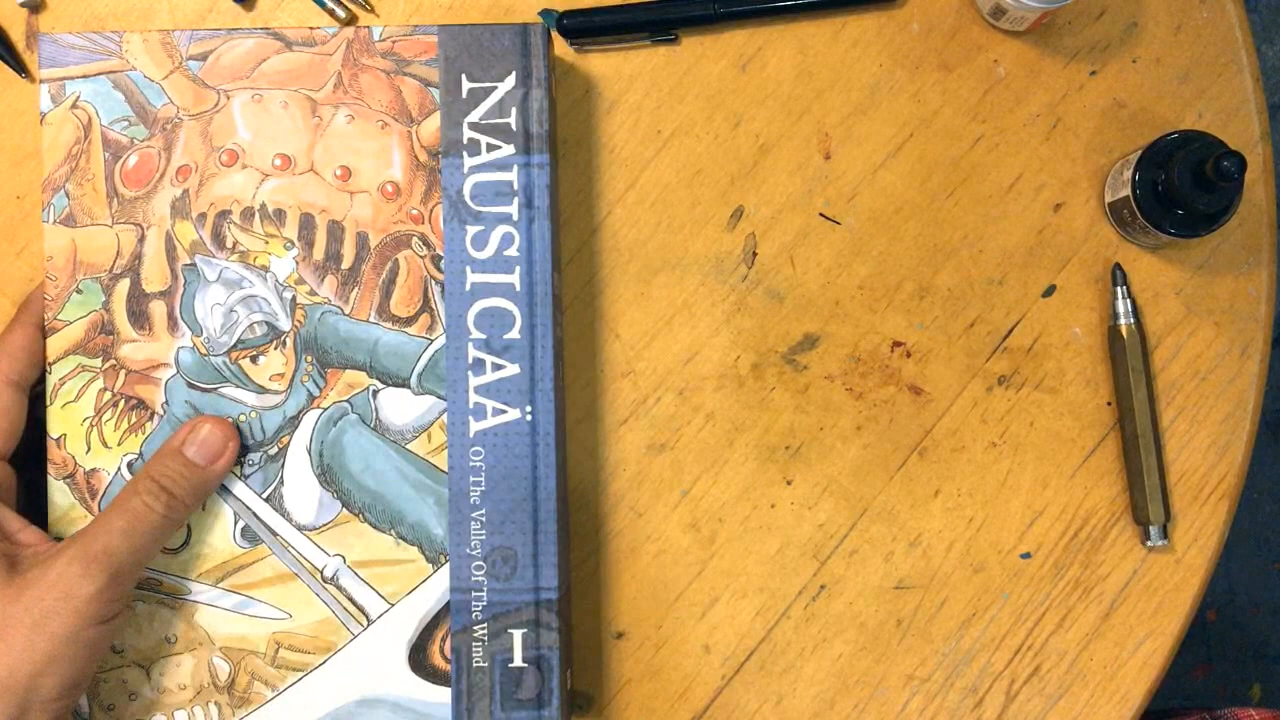 NAUSICAÄ
Of The Valley Of The Wind
I